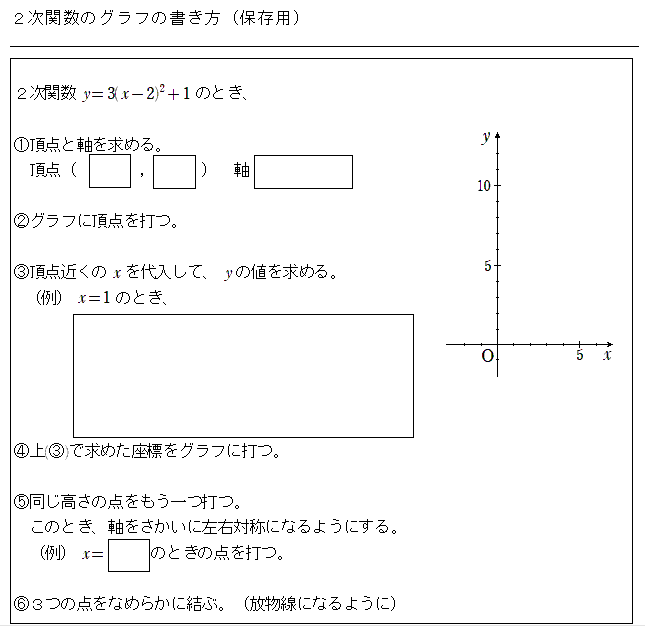 ２次関数のグラフの書き方（保存用）
２次関数 y=3(x−2)²+1 のとき、
①頂点と軸を求める。
頂点（　　，　　）　軸
②グラフに頂点を打つ。
③頂点近くの x を代入して、 y の値を求める。
（例） x=1 のとき、
④上(③)で求めた座標をグラフに打つ。
⑤同じ高さの点をもう一つ打つ。
このとき、軸をさかいに左右対称になるようにする。
（例） x=　　のときの点を打つ。
⑥３つの点をなめらかに結ぶ。（放物線になるように）
y
10
5
O
5
x